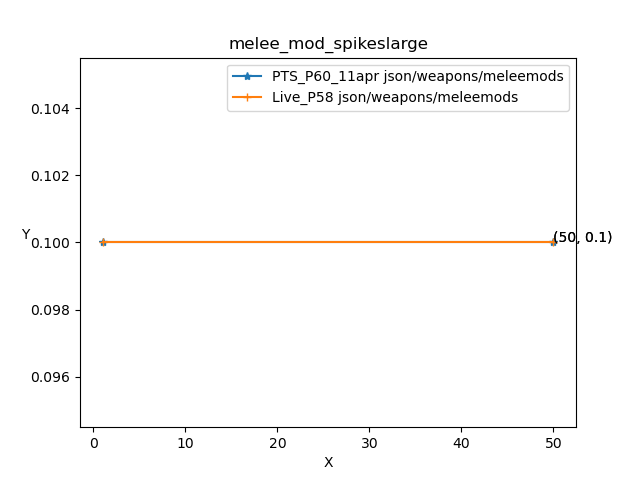 melee_mod_spikeslarge
PTS_P60_11apr json/weapons/meleemods
Live_P58 json/weapons/meleemods
0.104
0.102
Y
0.100
(50, 0.1)
0.098
0.096
0 10 20 30 40 50
X